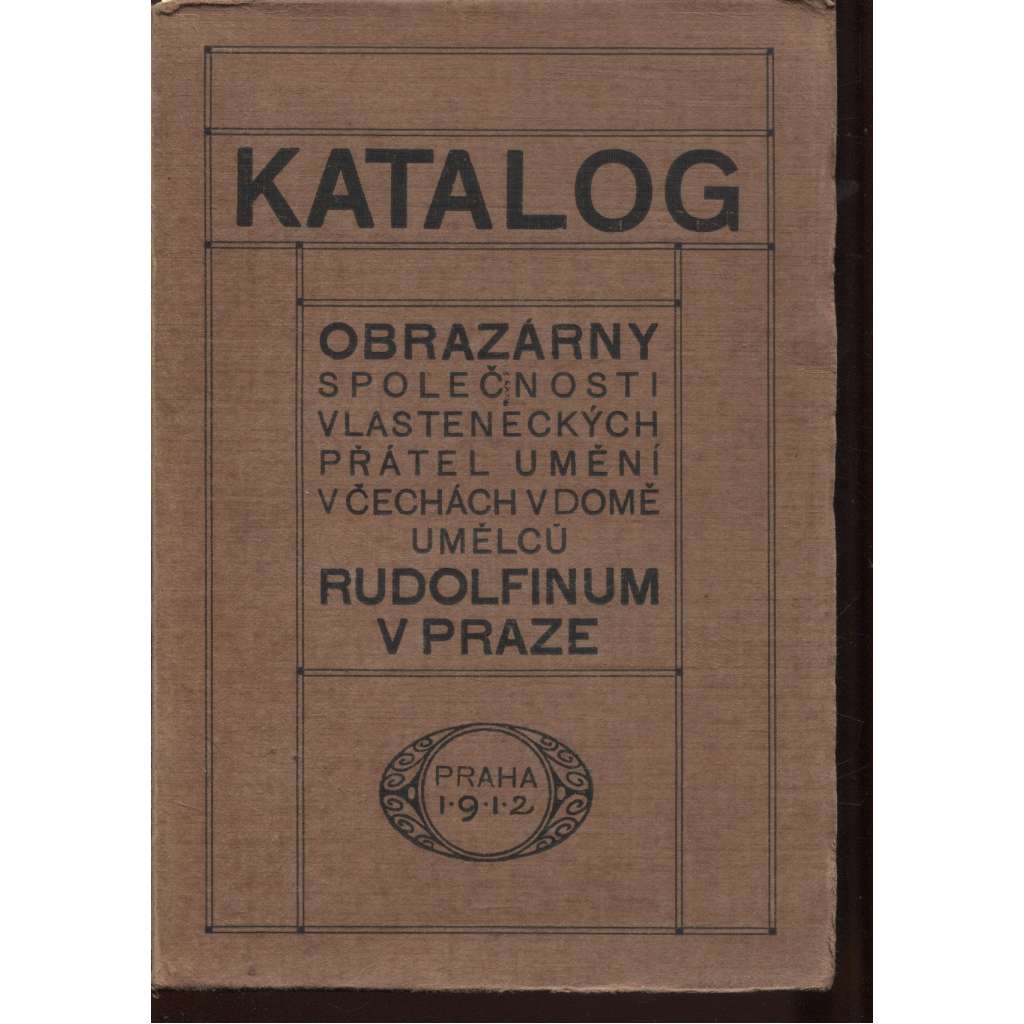 KATALOG
OBRAZÁRNY
SPOLEČNOSTI
VLASTENECKÝCH
PŘÁTEL UMĚNÍ
V ČECHÁCH V DOMĚ
UMĚLCŮ
RUDOLFINUM
V PRAZE
PRAHA
1·9·1·2